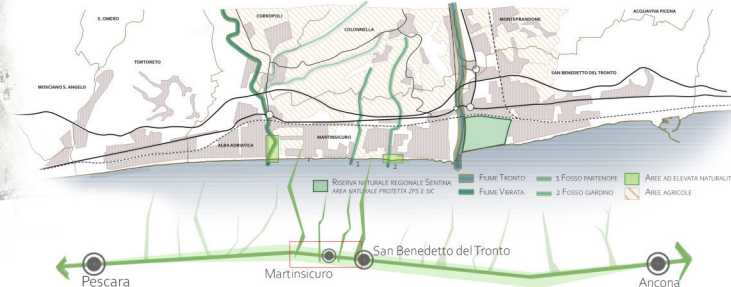 S. OMERO
CORROPOLI
COLONNELLA
MONTEPRANDONE
ACQUAVIVA PICENA
TORTORETO
MOSCIANO S. ANGELO
SAN BENEDETTO DEL TRONTO
ALBA ADRIATICA
MARTINSICURO
1
2
RISERVA NATURALE REGIONALE SENTINA
AREE NATURALE PROTETTA ZPS E SIC
FIUME TRONTO
FIUME VIBRATA
1 FOSSO PARTENOPE
2 FOSSO GIARDINO
AREE AD ELEVATA NATURALIT
AREE AGRICOLE
Pescara
Martinsicuro
San Benedetto del Tronto
Ancona